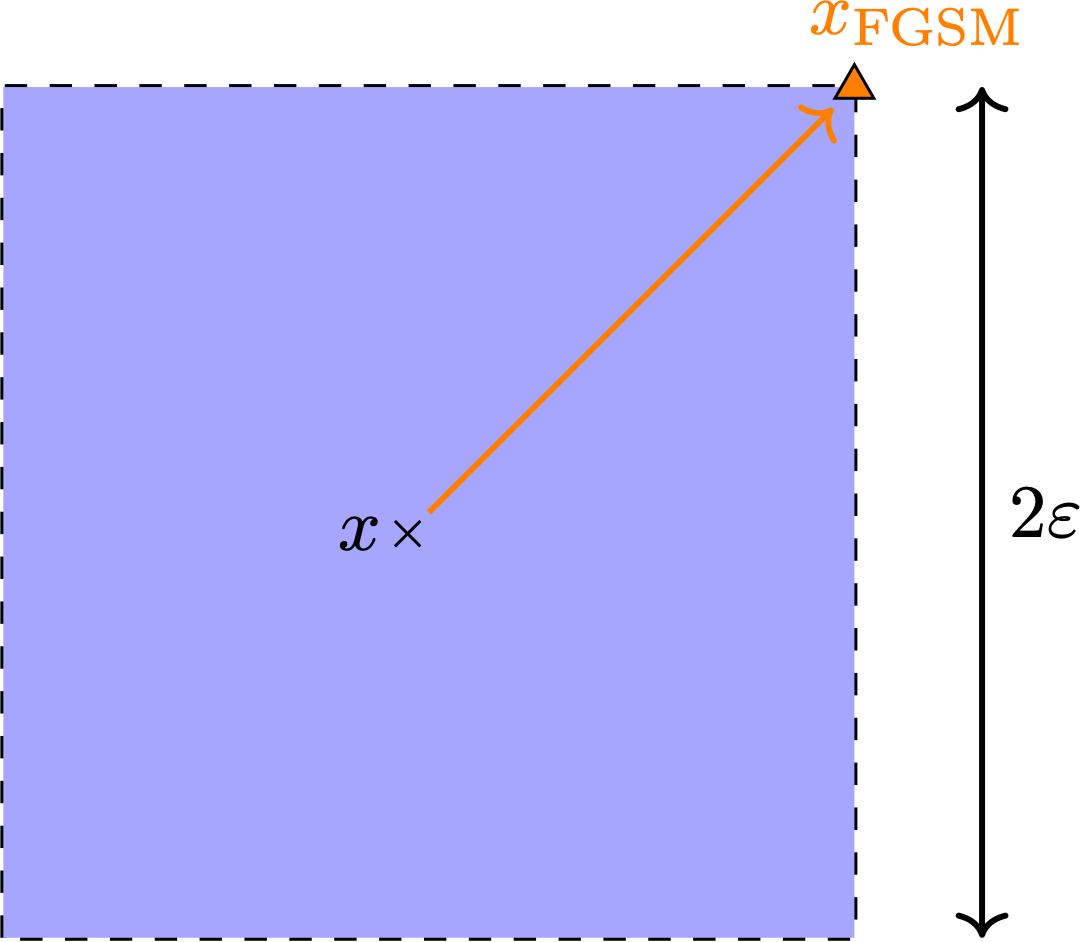 x_FGSM
x ×
2ε